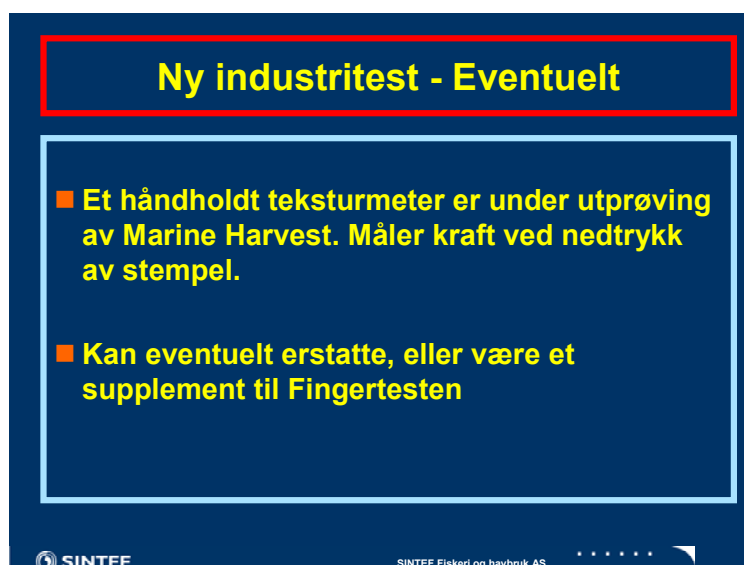 Ny industritest - Eventuelt
Et håndholdt teksturmeter er under utprøving
av Marine Harvest. Måler kraft ved nedtrykk
av stempel.
Kan eventuelt erstatte, eller være et
supplement til Fingertesten
SINTEF
SINTEF Fiskeri og havbruk AS